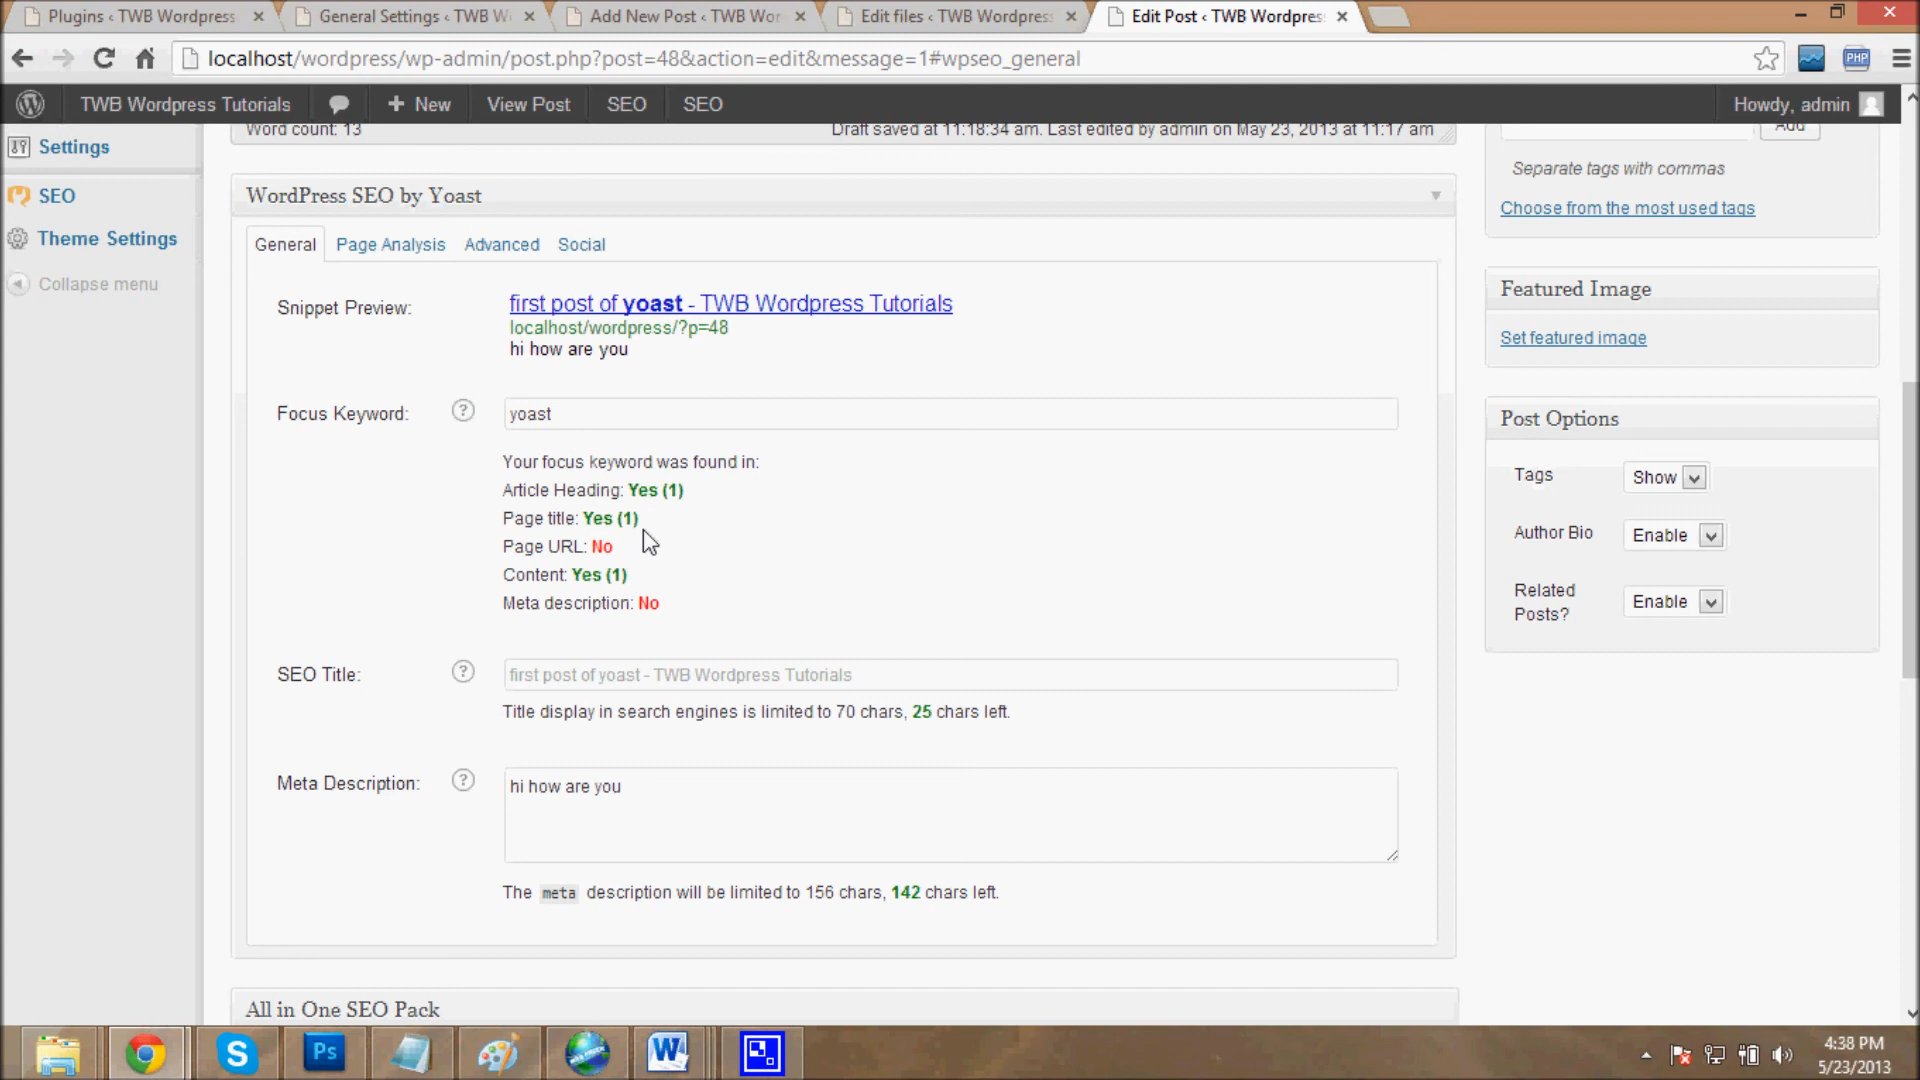 Plugins ‹ TWB Wordpress
General Settings ‹ TWB W
Add New Post ‹ TWB Wor
Edit files ‹ TWB Wordpress
Edit Post ‹ TWB Wordpres
localhost/wordpress/wp-admin/post.php?post=48&action=edit&message=1#wpseo_general
PHP
TWB Wordpress Tutorials
+ New
View Post
SEO
SEO
Howdy, admin
Settings
SEO
Theme Settings
Collapse menu
Word count: 13
Draft saved at 11:18:34 am. Last edited by admin on May 23, 2013 at 11:17 am
WordPress SEO by Yoast
General
Page Analysis
Advanced
Social
Snippet Preview:
first post of yoast - TWB Wordpress Tutorials
localhost/wordpress/?p=48
hi how are you
Focus Keyword:
?
yoast
Your focus keyword was found in:
Article Heading: Yes (1)
Page title: Yes (1)
Page URL: No
Content: Yes (1)
Meta description: No
SEO Title:
?
first post of yoast - TWB Wordpress Tutorials
Title display in search engines is limited to 70 chars, 25 chars left.
Meta Description:
?
hi how are you
The meta description will be limited to 156 chars, 142 chars left.
All in One SEO Pack
Add
Separate tags with commas
Choose from the most used tags
Featured Image
Set featured image
Post Options
Tags
Show
Author Bio
Enable
Related
Posts?
Enable
S
Ps
W
4:38 PM
5/23/2013